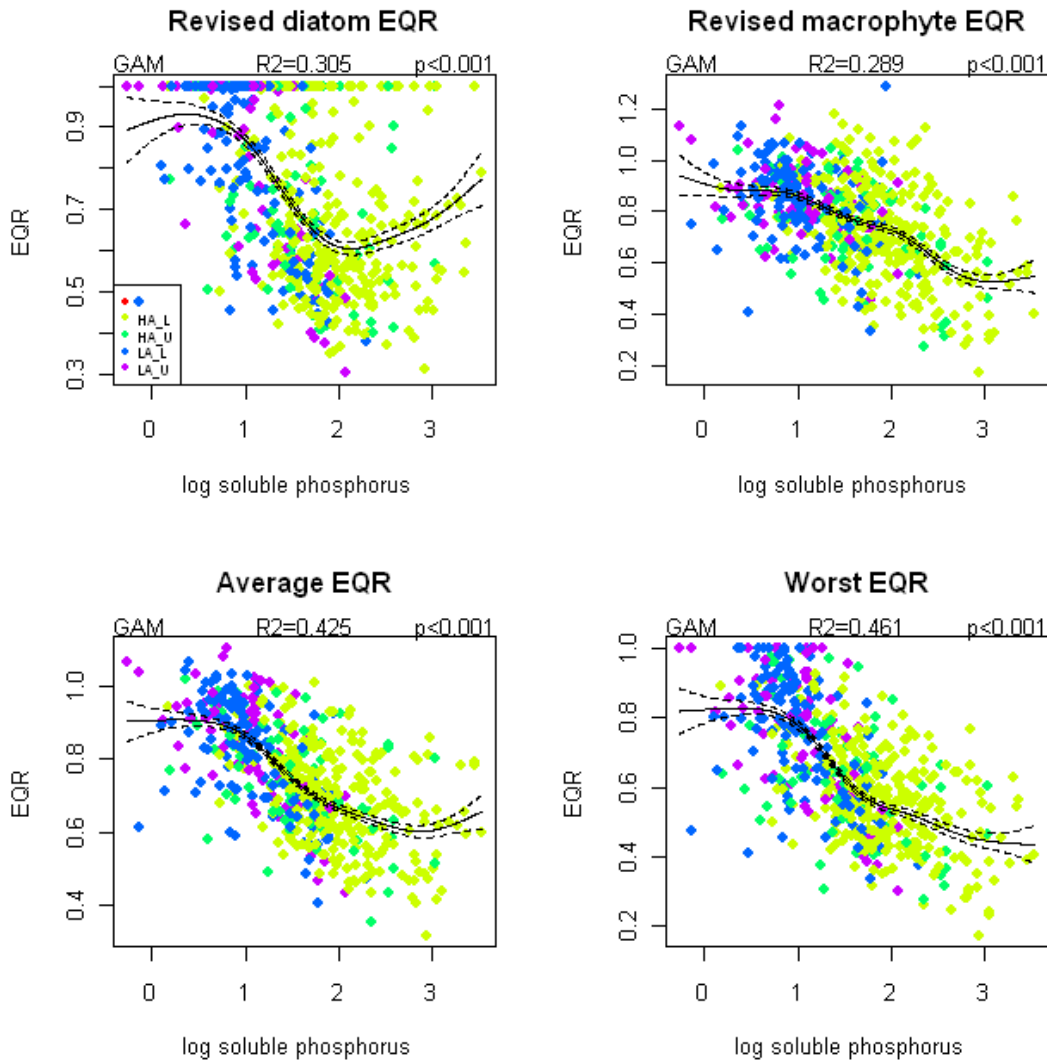 Revised diatom EQR
GAM R2=0.305 p<0.001
EQR
0.3 0.5 0.7 0.9
HA_L
HA_U
LA_L
LA_U
0 1 2 3
log soluble phosphorus
Revised macrophyte EQR
GAM R2=0.289 p<0.001
EQR
0.2 0.4 0.6 0.8 1.0 1.2
0 1 2 3
log soluble phosphorus
Average EQR
GAM R2=0.425 p<0.001
EQR
0.4 0.6 0.8 1.0
0 1 2 3
log soluble phosphorus
Worst EQR
GAM R2=0.461 p<0.001
EQR
0.2 0.4 0.6 0.8 1.0
0 1 2 3
log soluble phosphorus